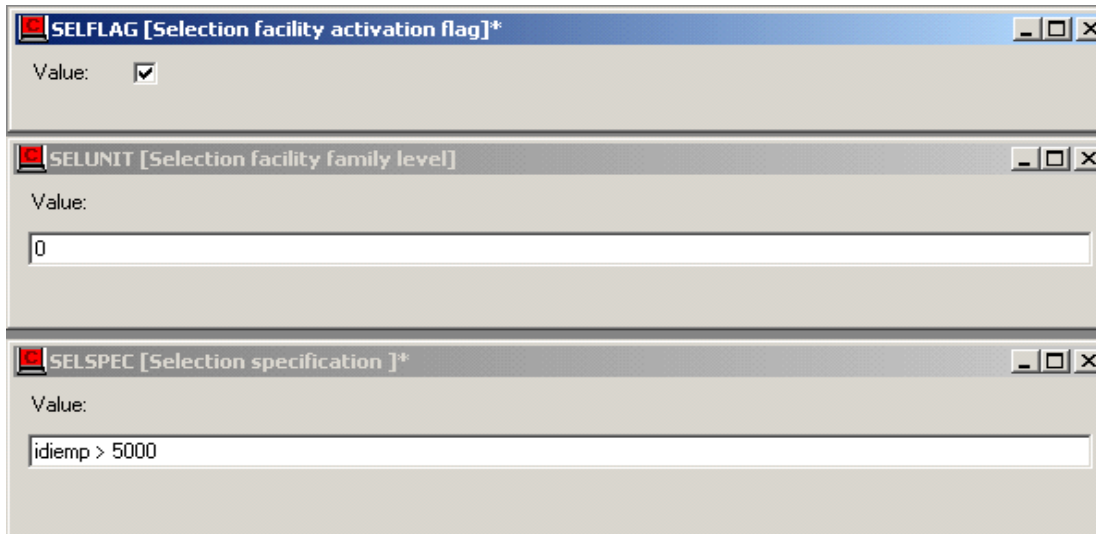 SELFLAG [Selection facility activation flag]*
Value:
SELUNIT [Selection facility family level]
Value:
0
SELSPEC [Selection specification ]*
Value:
idiemp > 5000